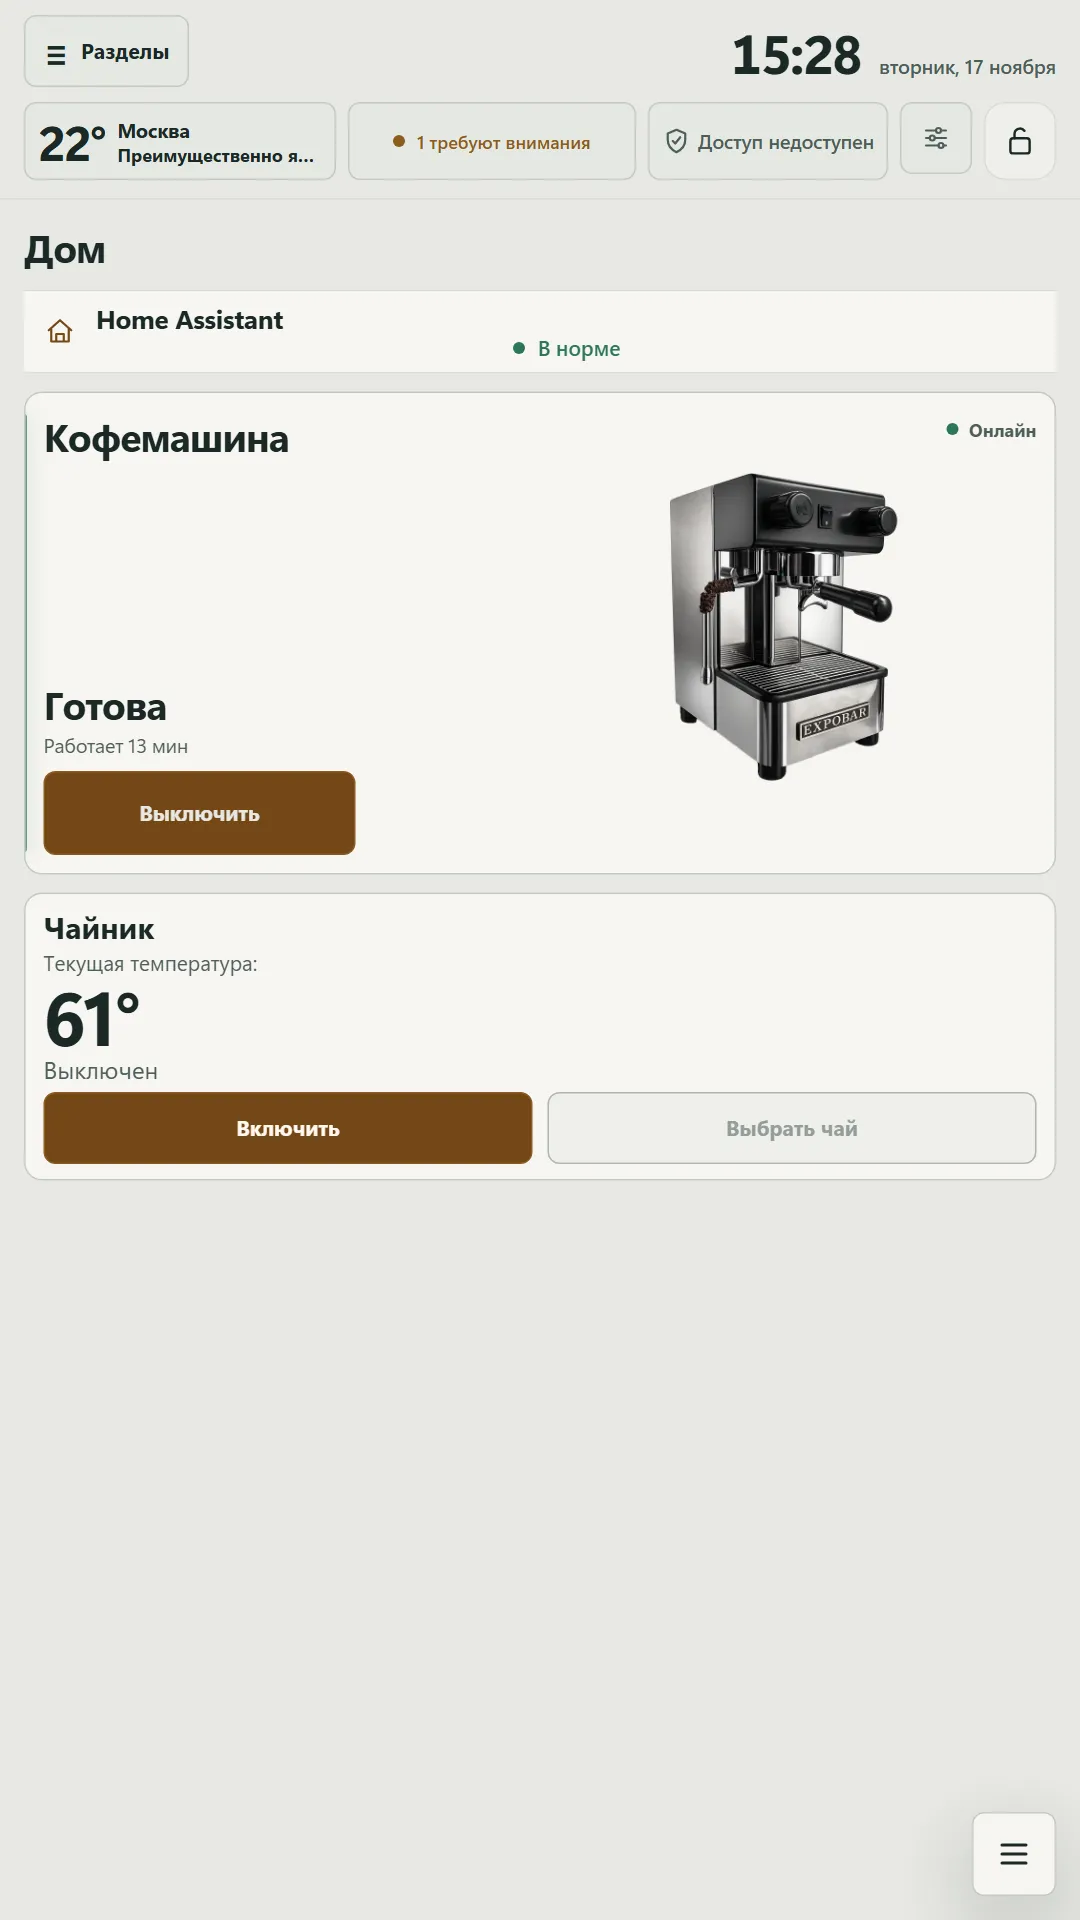 Разделы
15:28 вторник, 17 ноября
22° Москва
Преимущественно я...
1 требуют внимания
Доступ недоступен
Дом
Home Assistant
В норме
Кофемашина
Онлайн
EXPOBAR
Готова
Работает 13 мин
Выключить
Чайник
Текущая температура:
61°
Выключен
Включить
Выбрать чай